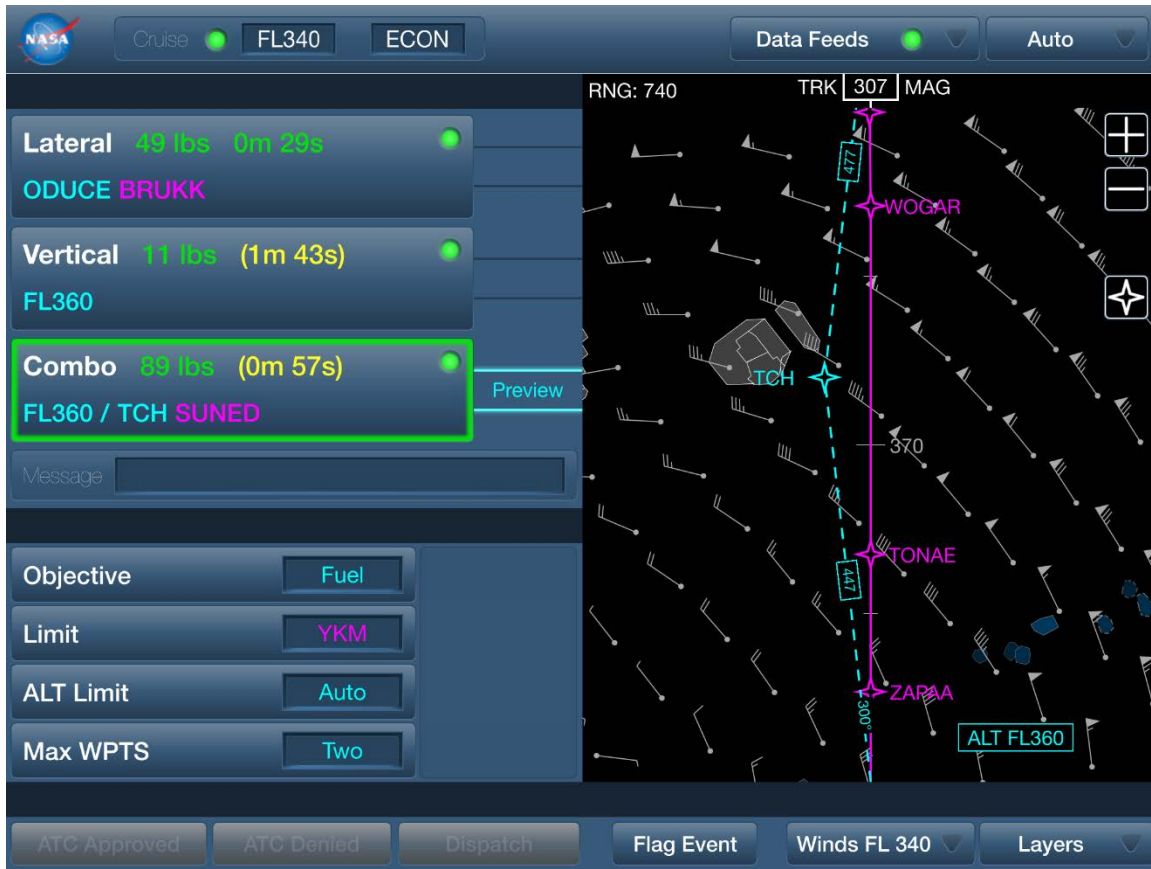 NASA
Cruise FL340 ECON
Data Feeds Auto
Lateral 49 lbs 0m 29s
ODUCE BRUKK
Vertical 11 lbs (1m 43s)
FL360
Combo 89 lbs (0m 57s)
FL360 / TCH SUNED
Preview
Message
Objective Fuel
Limit YKM
ALT Limit Auto
Max WPTS Two
RNG: 740 TRK 307 MAG
477
WOGAR
TCH
370
TONAE
447
ZAPAA
300°
ALT FL360
ATC Approved ATC Denied Dispatch Flag Event Winds FL 340 Layers